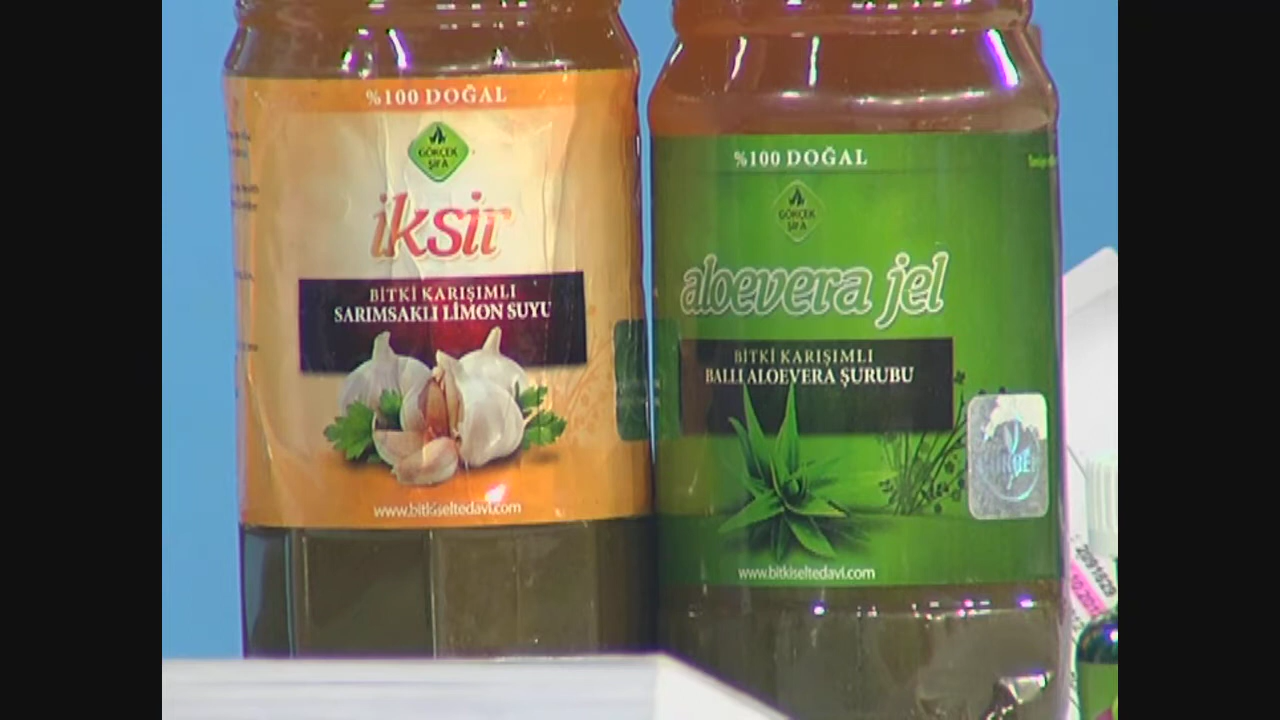 %100 DOĞAL
GÖKÇEK
ŞİFA
iksir
BİTKİ KARIŞIMLI
SARIMSAKLI LİMON SUYU
www.bitkiseltedavi.com
%100 DOĞAL
GÖKÇEK
ŞİFA
aloevera jel
BİTKİ KARIŞIMLI
BALLI ALOEVERA ŞURUBU
www.bitkiseltedavi.com